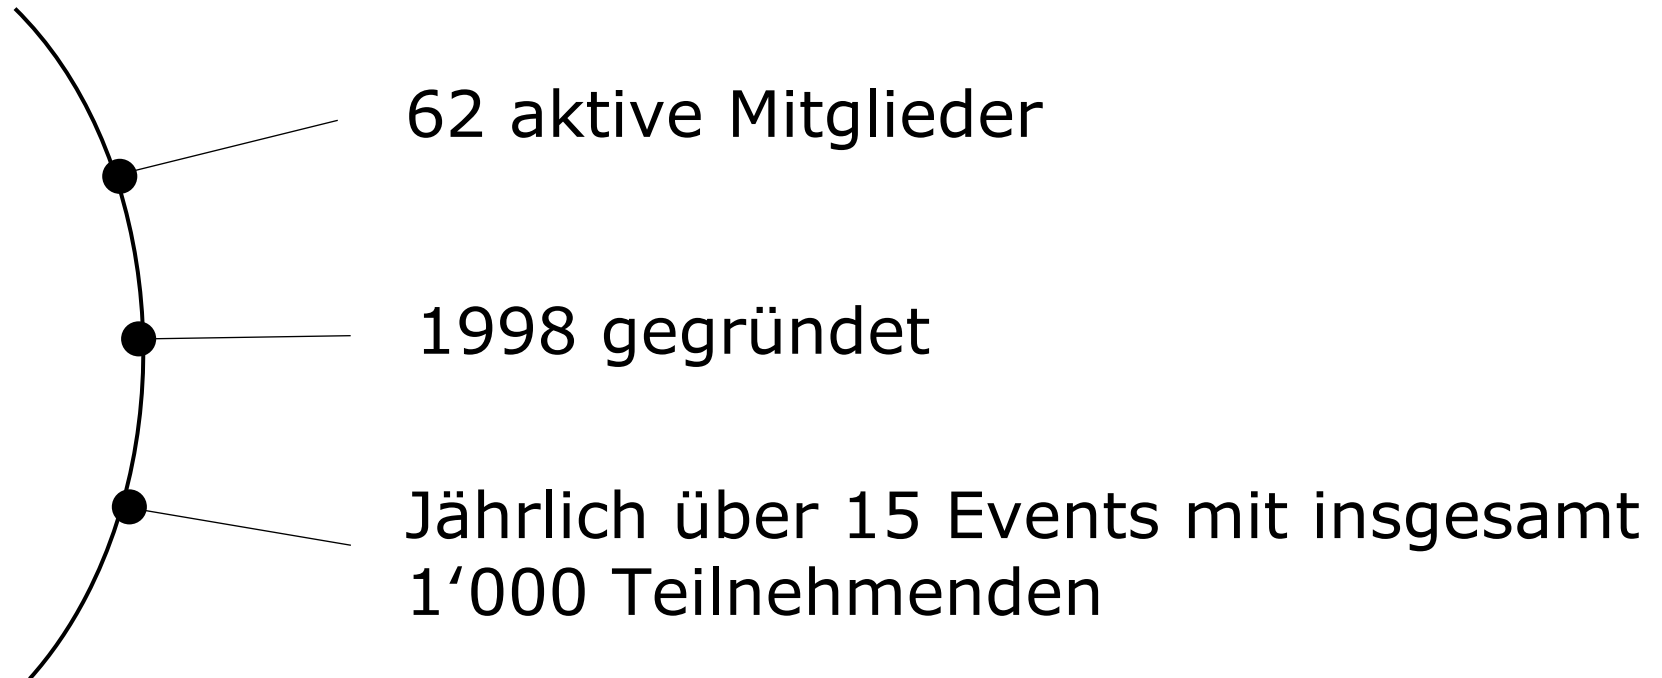 62 aktive Mitglieder
1998 gegründet
Jährlich über 15 Events mit insgesamt
1‘000 Teilnehmenden